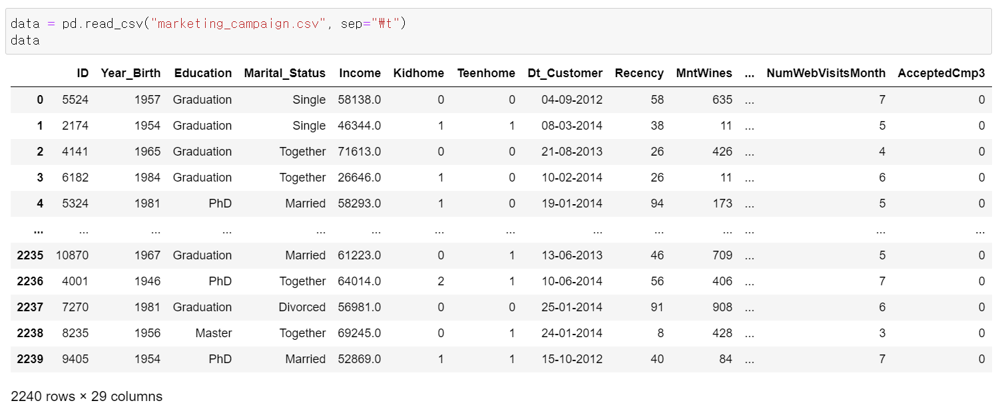 data = pd.read_csv("marketing_campaign.csv", sep="₩t")
data
ID Year_Birth Education Marital_Status Income Kidhome Teenhome Dt_Customer Recency MntWines ... NumWebVisitsMonth AcceptedCmp3
0 5524 1957 Graduation Single 58138.0 0 0 04-09-2012 58 635 ... 7 0
1 2174 1954 Graduation Single 46344.0 1 1 08-03-2014 38 11 ... 5 0
2 4141 1965 Graduation Together 71613.0 0 0 21-08-2013 26 426 ... 4 0
3 6182 1984 Graduation Together 26646.0 1 0 10-02-2014 26 11 ... 6 0
4 5324 1981 PhD Married 58293.0 1 0 19-01-2014 94 173 ... 5 0
... ... ... ... ... ... ... ... ... ... ... ... ... ...
2235 10870 1967 Graduation Married 61223.0 0 1 13-06-2013 46 709 ... 5 0
2236 4001 1946 PhD Together 64014.0 2 1 10-06-2014 56 406 ... 7 0
2237 7270 1981 Graduation Divorced 56981.0 0 0 25-01-2014 91 908 ... 6 0
2238 8235 1956 Master Together 69245.0 0 1 24-01-2014 8 428 ... 3 0
2239 9405 1954 PhD Married 52869.0 1 1 15-10-2012 40 84 ... 7 0
2240 rows × 29 columns